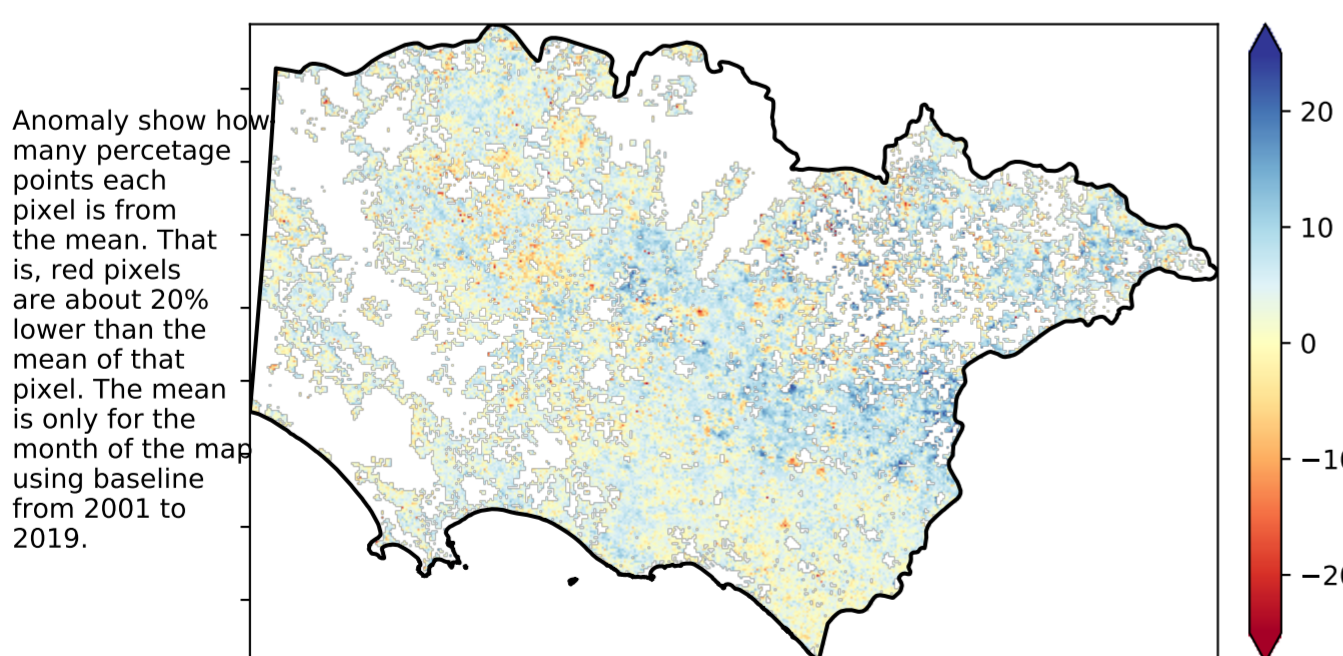 Anomaly show how
many percetage
points each
pixel is from
the mean. That
is, red pixels
are about 20%
lower than the
mean of that
pixel. The mean
is only for the
month of the map
using baseline
from 2001 to
2019.
20
10
0
−10
−20